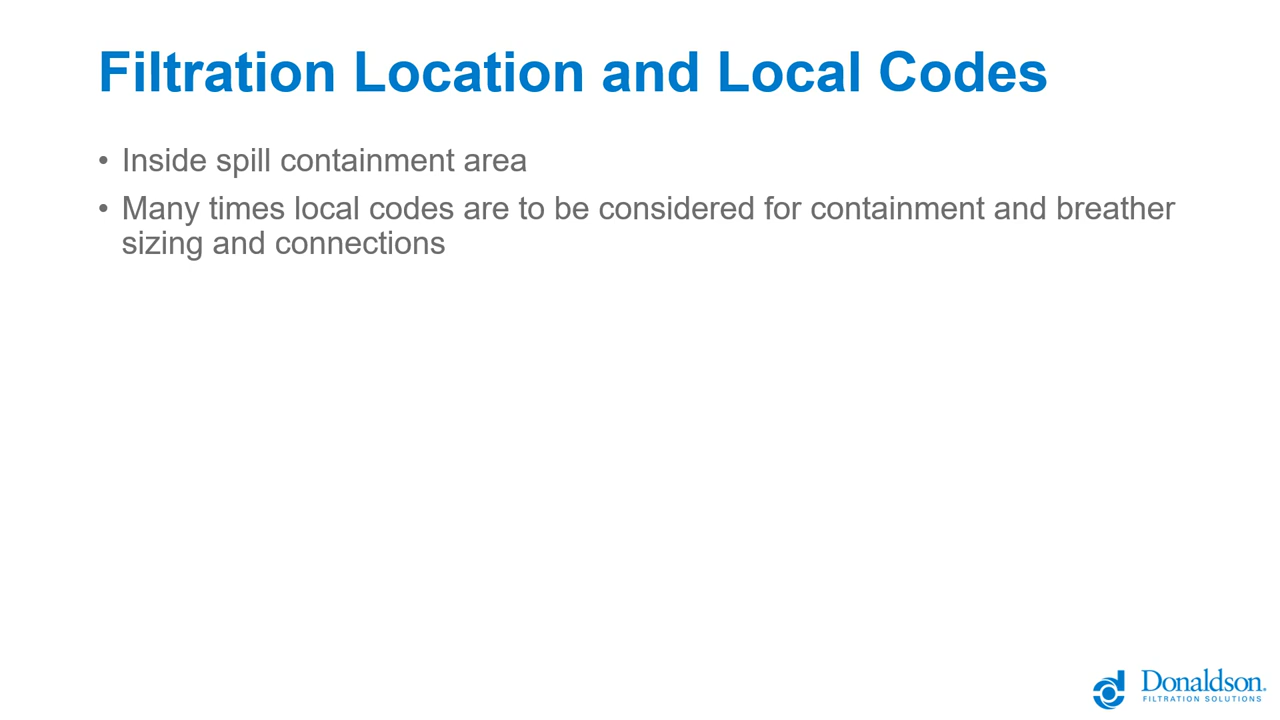 Filtration Location and Local Codes
• Inside spill containment area
• Many times local codes are to be considered for containment and breather
sizing and connections
Donaldson.
FILTRATION SOLUTIONS